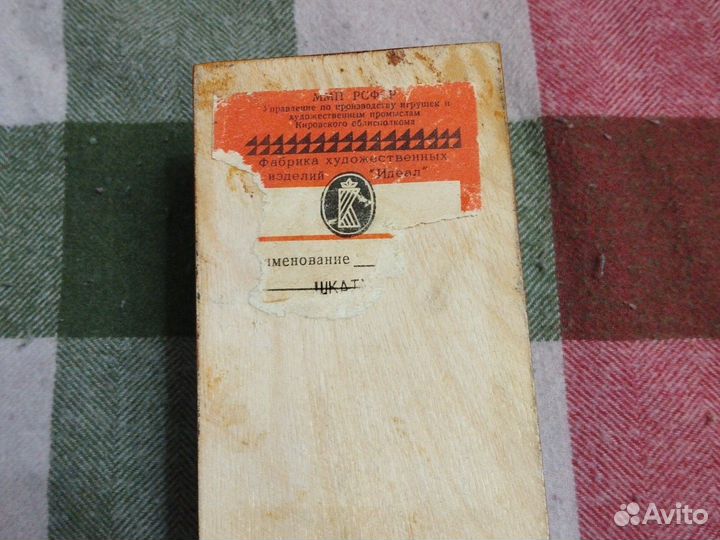 ММП РСФСР
Управление по производству игрушек и
художественным промыслам
Кировского облисполкома
Фабрика художественных
изделий "Идеал"
именование
ШКАТ
Avito